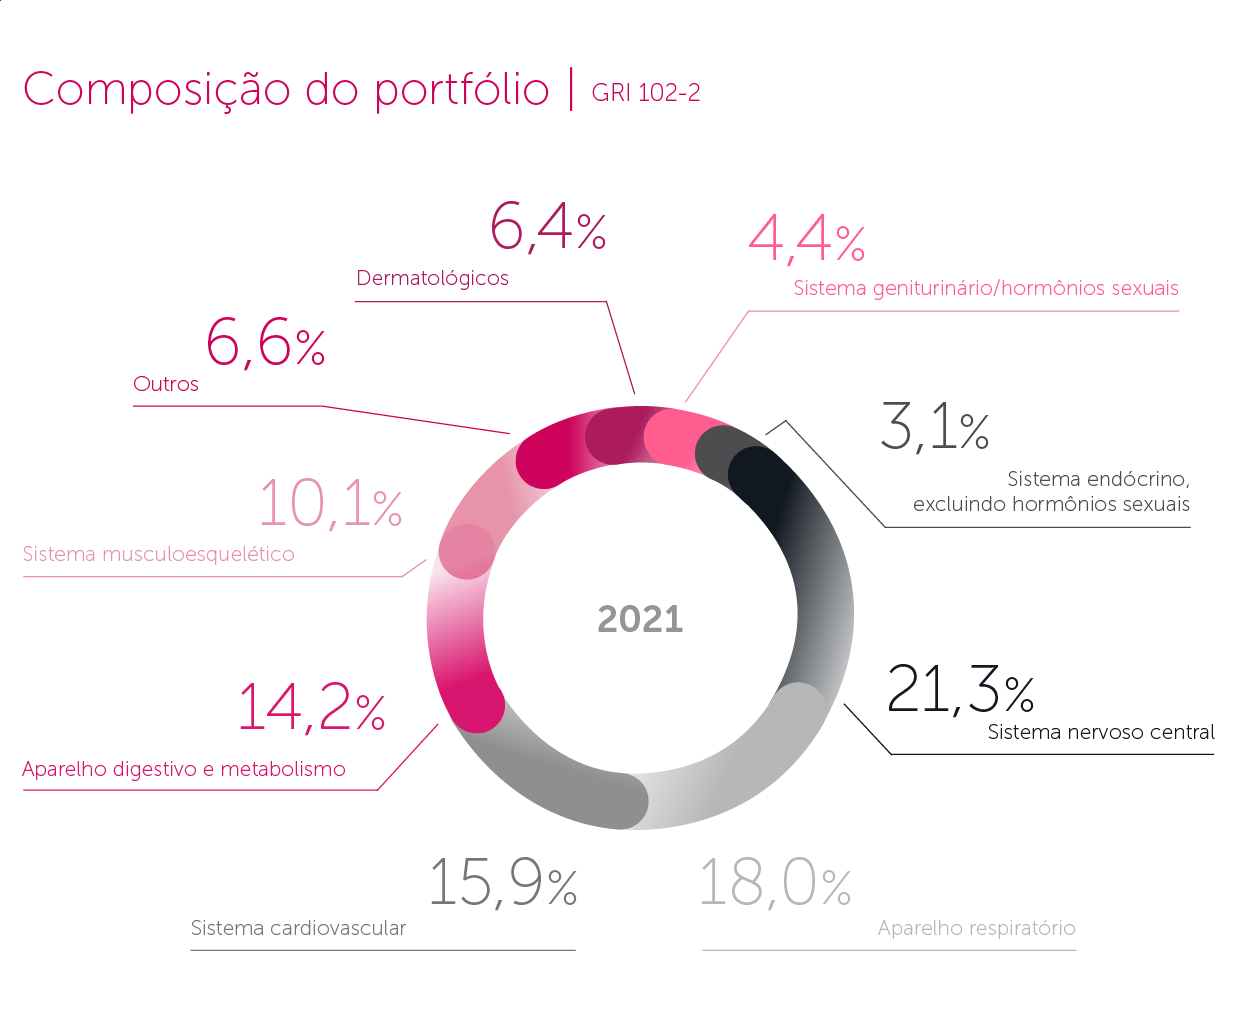 Composição do portfólio | GRI 102-2
6,4%
Dermatológicos
4,4%
Sistema geniturinário/hormônios sexuais
6,6%
Outros
3,1%
Sistema endócrino,
excluindo hormônios sexuais
10,1%
Sistema musculoesquelético
2021
21,3%
Sistema nervoso central
14,2%
Aparelho digestivo e metabolismo
15,9%
Sistema cardiovascular
18,0%
Aparelho respiratório